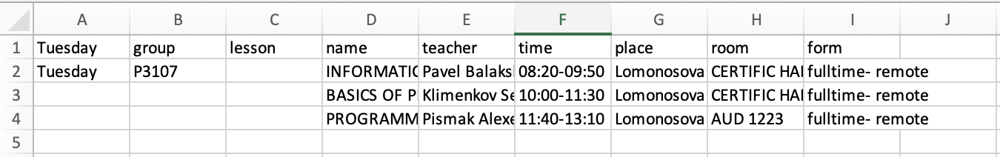 A B C D E F G H I J
1 Tuesday group lesson name teacher time place room form
2 Tuesday P3107 INFORMATIC Pavel Balaks 08:20-09:50 Lomonosova CERTIFIC HAL fulltime- remote
3 BASICS OF P Klimenkov Se 10:00-11:30 Lomonosova CERTIFIC HAL fulltime- remote
4 PROGRAMM Pismak Alexe 11:40-13:10 Lomonosova AUD 1223 fulltime- remote
5